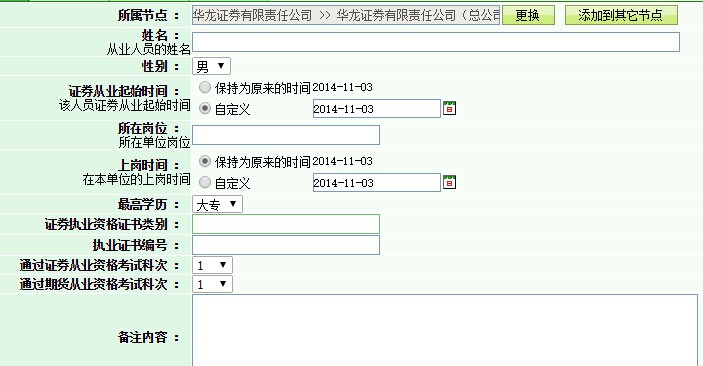 所属节点 : 华龙证券有限责任公司 >> 华龙证券有限责任公司（总公司 更换 添加到其它节点
姓名 :
从业人员的姓名
性别 : 男
证券从业起始时间 : 保持为原来的时间2014-11-03
该人员证券从业起始时间 自定义 2014-11-03
所在岗位 :
所在单位岗位
上岗时间 : 保持为原来的时间2014-11-03
在本单位的上岗时间 自定义 2014-11-03
最高学历 : 大专
证券执业资格证书类别 :
执业证书编号 :
通过证券从业资格考试科次 : 1
通过期货从业资格考试科次 : 1
备注内容 :